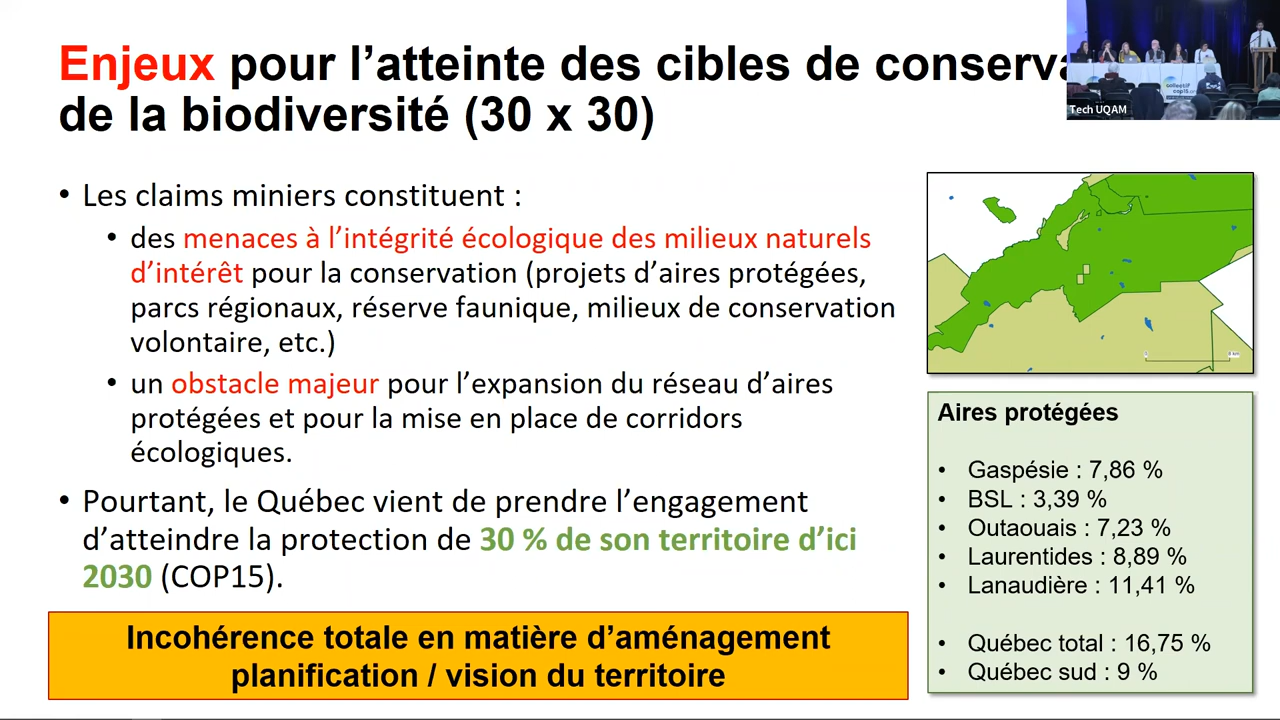 Enjeux pour l’atteinte des cibles de conserva
de la biodiversité (30 x 30)
Tech UQAM
collectif
cop15
• Les claims miniers constituent :
• des menaces à l’intégrité écologique des milieux naturels
d’intérêt pour la conservation (projets d’aires protégées,
parcs régionaux, réserve faunique, milieux de conservation
volontaire, etc.)
• un obstacle majeur pour l’expansion du réseau d’aires
protégées et pour la mise en place de corridors
écologiques.
• Pourtant, le Québec vient de prendre l’engagement
d’atteindre la protection de 30 % de son territoire d’ici
2030 (COP15).
Incohérence totale en matière d’aménagement
planification / vision du territoire
Aires protégées
• Gaspésie : 7,86 %
• BSL : 3,39 %
• Outaouais : 7,23 %
• Laurentides : 8,89 %
• Lanaudière : 11,41 %
• Québec total : 16,75 %
• Québec sud : 9 %